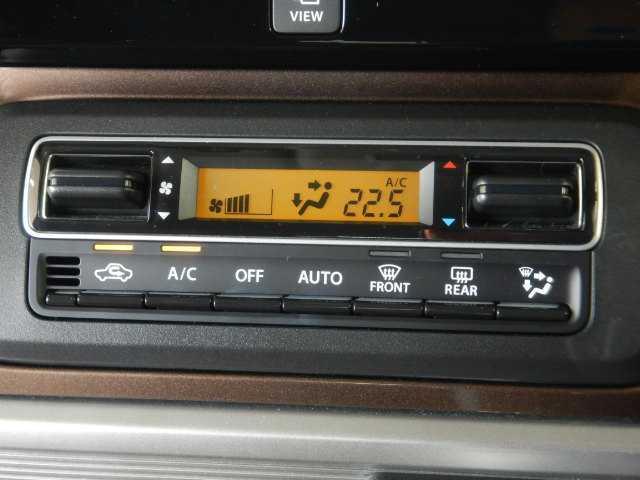 VIEW
A/C
22.5
A/C OFF AUTO FRONT REAR